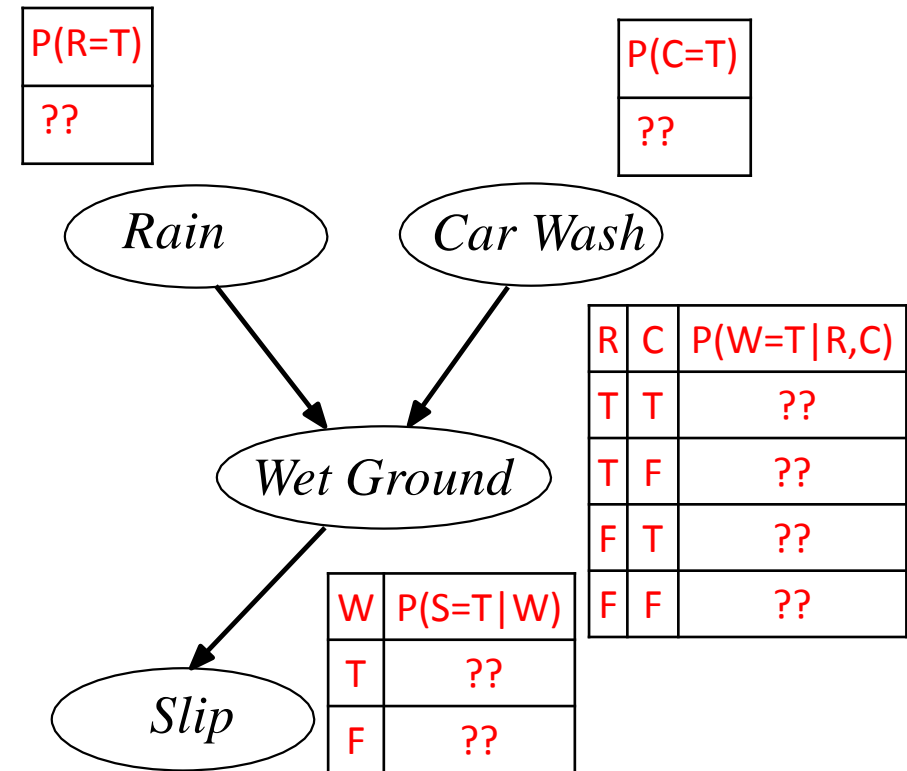 P(R=T)
??
P(C=T)
??
Rain
Car Wash
R C P(W=T|R,C)
T T ??
T F ??
F T ??
F F ??
Wet Ground
W P(S=T|W)
T ??
F ??
Slip